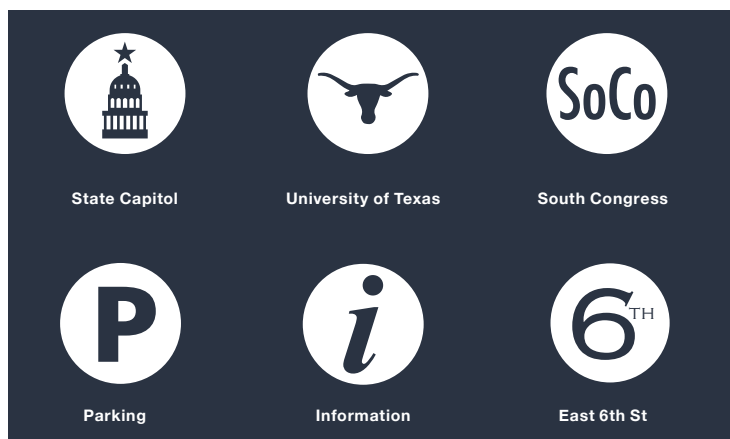 SoCo
State Capitol
University of Texas
South Congress
P
i
6TH
Parking
Information
East 6th St